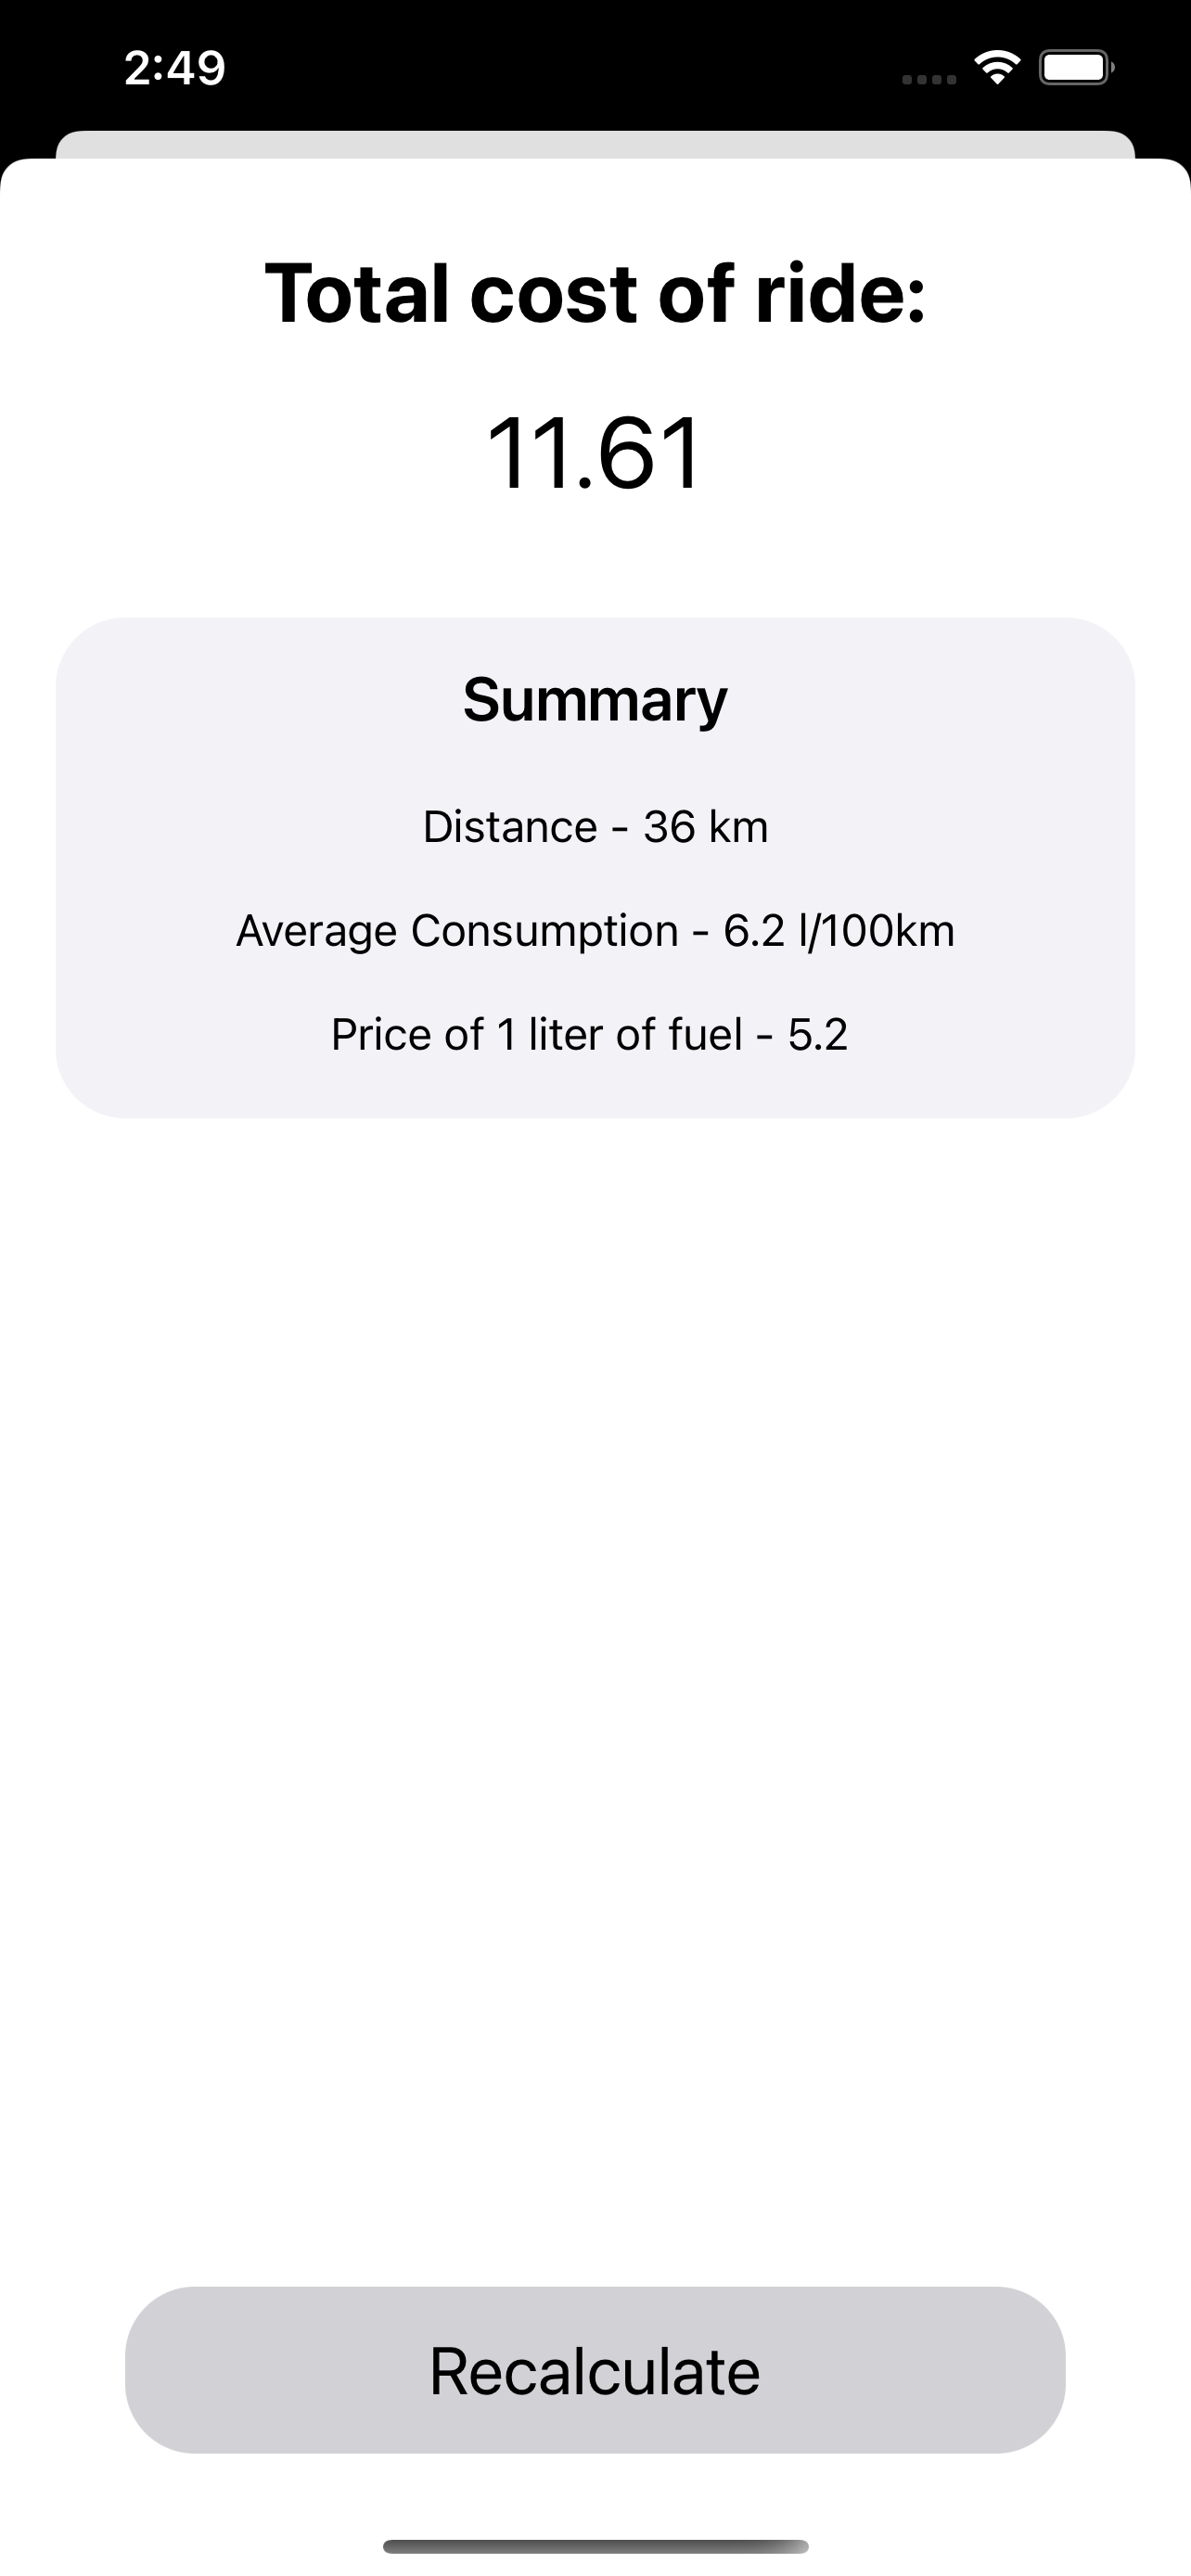 2:49
Total cost of ride:
11.61
Summary
Distance - 36 km
Average Consumption - 6.2 l/100km
Price of 1 liter of fuel - 5.2
Recalculate